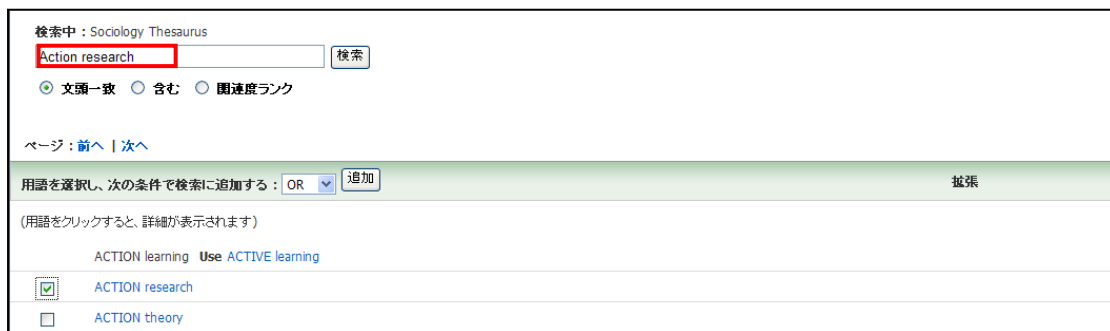 検索中：Sociology Thesaurus
Action research 検索
文頭一致 含む 関連度ランク
ページ：前へ | 次へ
用語を選択し、次の条件で検索に追加する： OR 追加 拡張
(用語をクリックすると、詳細が表示されます)
ACTION learning Use ACTIVE learning
ACTION research
ACTION theory